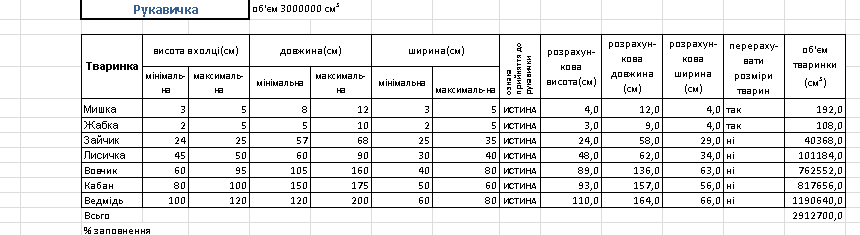 Рукавичка об'єм 3000000 см³
Тваринка висота вхолці(см) довжина(см) ширина(см) ознака прийняття до рукавички розрахун-кова висота(см) розрахун-кова довжина (см) розрахун-кова ширина (см) перераху-вати розміри тварин об'єм тваринки (см³)
мінімаль-на максималь-на мінімальна максималь-на мінімальна максималь-на
Мишка 3 5 8 12 3 5 ИСТИНА 4,0 12,0 4,0 так 192,0
Жабка 2 5 5 10 2 5 ИСТИНА 3,0 9,0 4,0 так 108,0
Зайчик 24 25 57 68 25 35 ИСТИНА 24,0 58,0 29,0 ні 40368,0
Лисичка 45 50 60 90 30 40 ИСТИНА 48,0 62,0 34,0 ні 101184,0
Вовчик 60 95 105 160 40 80 ИСТИНА 89,0 136,0 63,0 ні 762552,0
Кабан 80 100 150 175 50 60 ИСТИНА 93,0 157,0 56,0 ні 817656,0
Ведмідь 100 120 120 200 60 80 ИСТИНА 110,0 164,0 66,0 ні 1190640,0
Всього 2912700,0
% заповнення